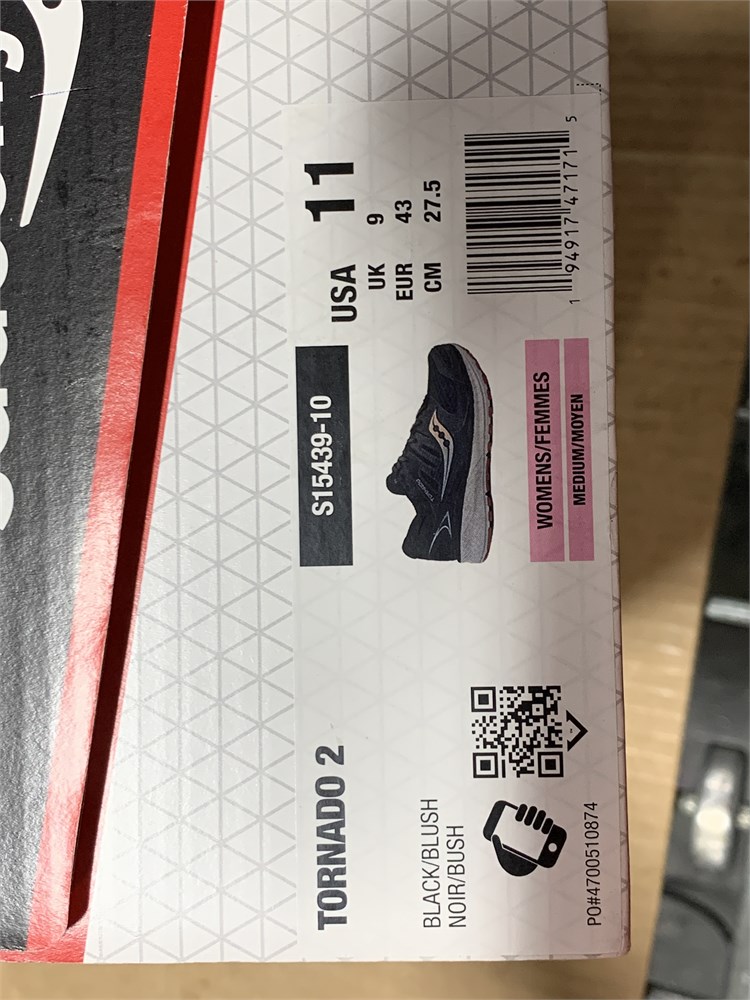 TORNADO 2
BLACK/BLUSH
NOIR/BUSH
PO#4700510874
S15439-10
WOMENS/FEMMES
MEDIUM/MOYEN
USA 11
UK 9
EUR 43
CM 27.5
1 94917 47171 5